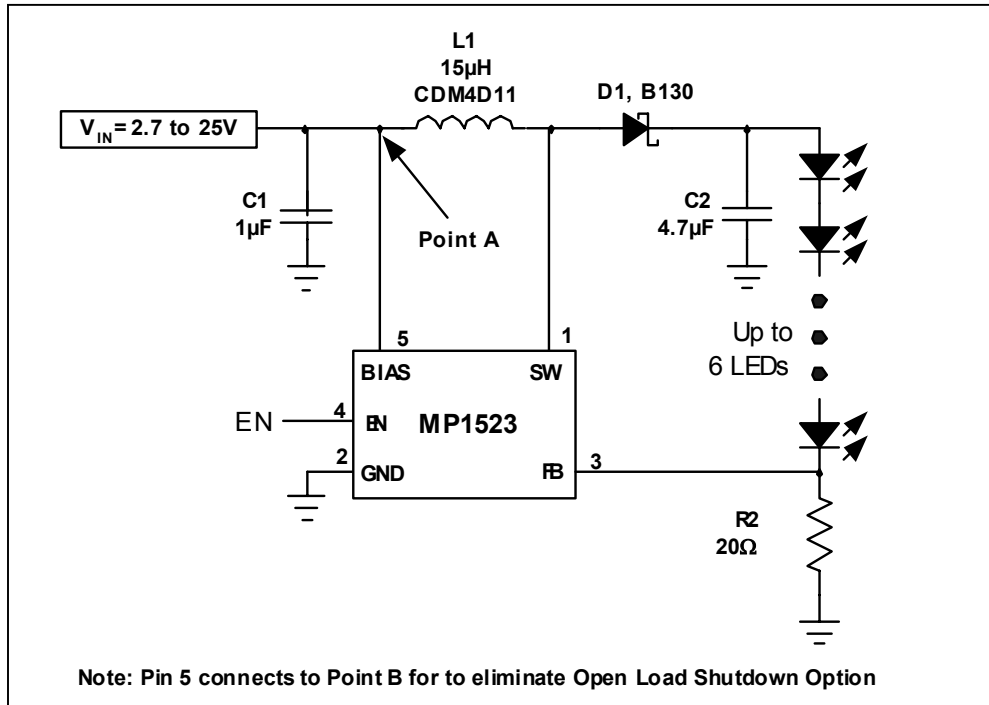 L1
15µH
CDM4D11
D1, B130
VIN = 2.7 to 25V
C1
1µF
Point A
C2
4.7µF
5
1
Up to
6 LEDs
BIAS
SW
EN
4
EN
MP1523
2
GND
FB
3
R2
20Ω
Note: Pin 5 connects to Point B for to eliminate Open Load Shutdown Option